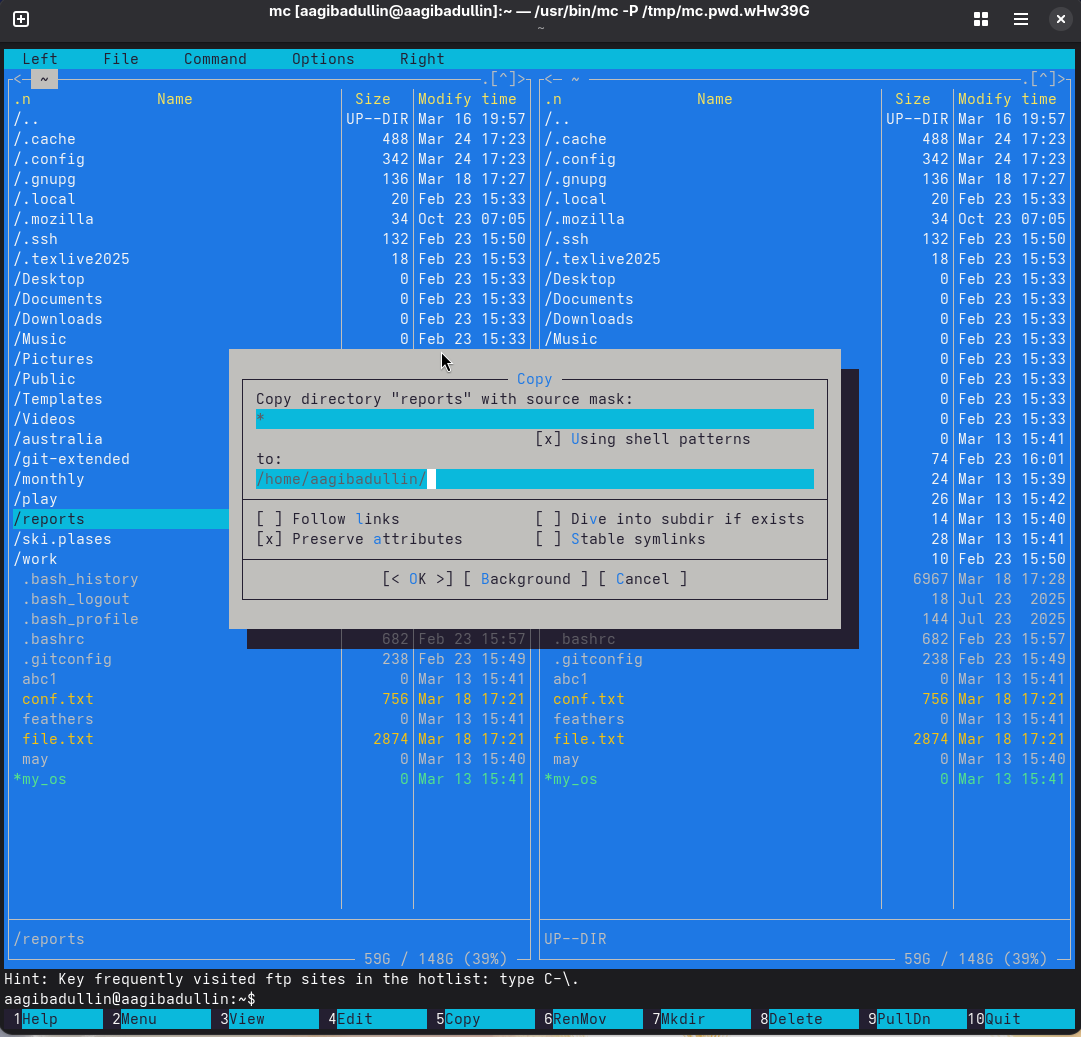 mc [aagibadullin@aagibadullin]:~ — /usr/bin/mc -P /tmp/mc.pwd.wHw39G
~
Left File Command Options Right
<─ ~ .[^]> <─ ~ .[^]>
.n Name Size Modify time .n Name Size Modify time
/.. UP--DIR Mar 16 19:57 /.. UP--DIR Mar 16 19:57
/.cache 488 Mar 24 17:23 /.cache 488 Mar 24 17:23
/.config 342 Mar 24 17:23 /.config 342 Mar 24 17:23
/.gnupg 136 Mar 18 17:27 /.gnupg 136 Mar 18 17:27
/.local 20 Feb 23 15:33 /.local 20 Feb 23 15:33
/.mozilla 34 Oct 23 07:05 /.mozilla 34 Oct 23 07:05
/.ssh 132 Feb 23 15:50 /.ssh 132 Feb 23 15:50
/.texlive2025 18 Feb 23 15:53 /.texlive2025 18 Feb 23 15:53
/Desktop 0 Feb 23 15:33 /Desktop 0 Feb 23 15:33
/Documents 0 Feb 23 15:33 /Documents 0 Feb 23 15:33
/Downloads 0 Feb 23 15:33 /Downloads 0 Feb 23 15:33
/Music 0 Feb 23 15:33 /Music 0 Feb 23 15:33
/Pictures 0 Feb 23 15:33
/Public Copy 0 Feb 23 15:33
/Templates Copy directory "reports" with source mask: 0 Feb 23 15:33
/Videos * 0 Feb 23 15:33
/australia [x] Using shell patterns 0 Mar 13 15:41
/git-extended to: 74 Feb 23 16:01
/monthly /home/aagibadullin/ 24 Mar 13 15:39
/play 26 Mar 13 15:42
/reports [ ] Follow links [ ] Dive into subdir if exists 14 Mar 13 15:40
/ski.plases [x] Preserve attributes [ ] Stable symlinks 28 Mar 13 15:41
/work 10 Feb 23 15:50
.bash_history [< OK >] [ Background ] [ Cancel ] 6967 Mar 18 17:28
.bash_logout 18 Jul 23 2025
.bash_profile 144 Jul 23 2025
.bashrc 682 Feb 23 15:57 .bashrc 682 Feb 23 15:57
.gitconfig 238 Feb 23 15:49 .gitconfig 238 Feb 23 15:49
abc1 0 Mar 13 15:41 abc1 0 Mar 13 15:41
conf.txt 756 Mar 18 17:21 conf.txt 756 Mar 18 17:21
feathers 0 Mar 13 15:41 feathers 0 Mar 13 15:41
file.txt 2874 Mar 18 17:21 file.txt 2874 Mar 18 17:21
may 0 Mar 13 15:40 may 0 Mar 13 15:40
*my_os 0 Mar 13 15:41 *my_os 0 Mar 13 15:41
/reports UP--DIR
59G / 148G (39%) 59G / 148G (39%)
Hint: Key frequently visited ftp sites in the hotlist: type C-\.
aagibadullin@aagibadullin:~$
1Help 2Menu 3View 4Edit 5Copy 6RenMov 7Mkdir 8Delete 9PullDn 10Quit